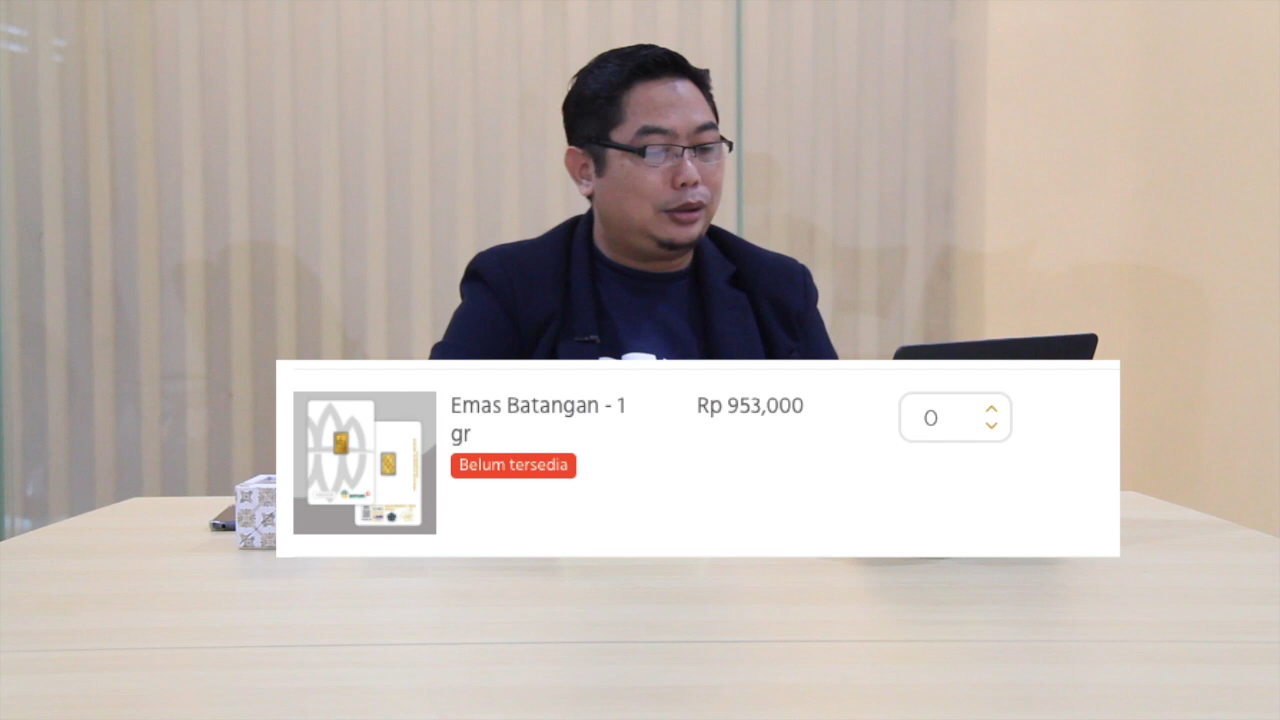 Emas Batangan - 1
gr
Rp 953,000
0
Belum tersedia